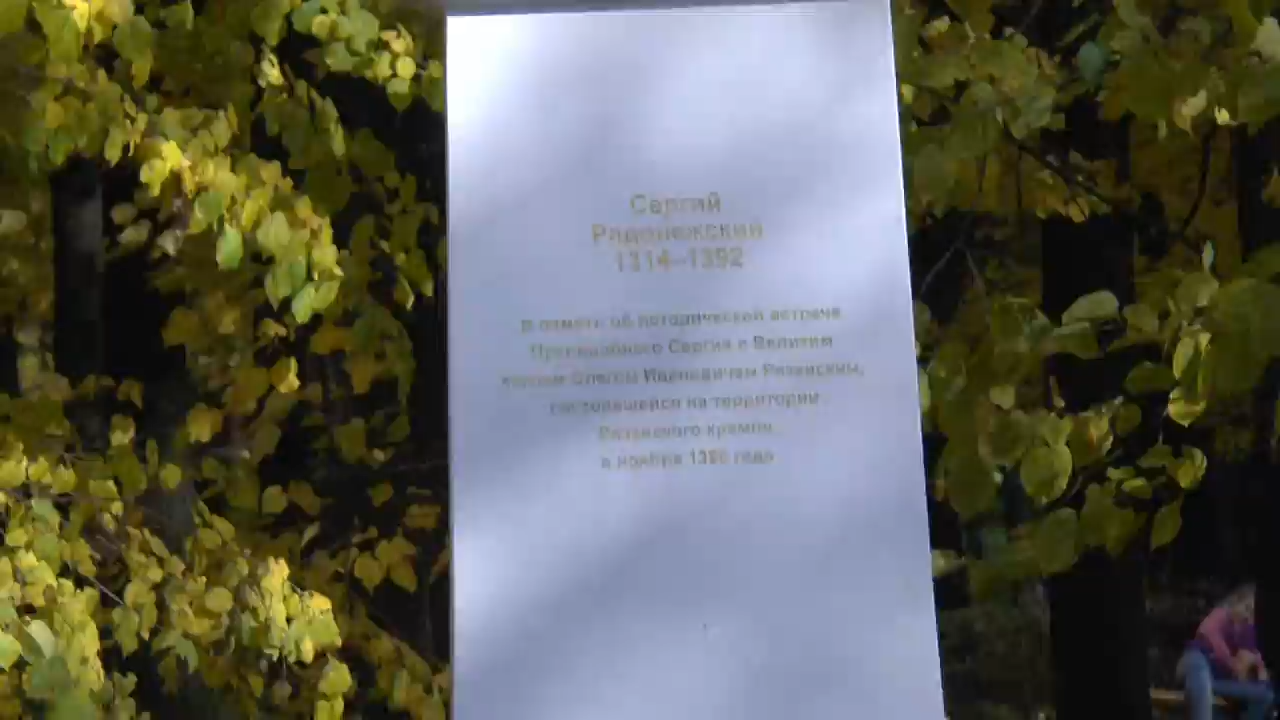 Сергий
Радонежский
1314–1392
В память об исторической встрече
Преподобного Сергия с Великим
князем Олегом Ивановичем Рязанским,
состоявшейся на территории
Рязанского кремля
в ноябре года